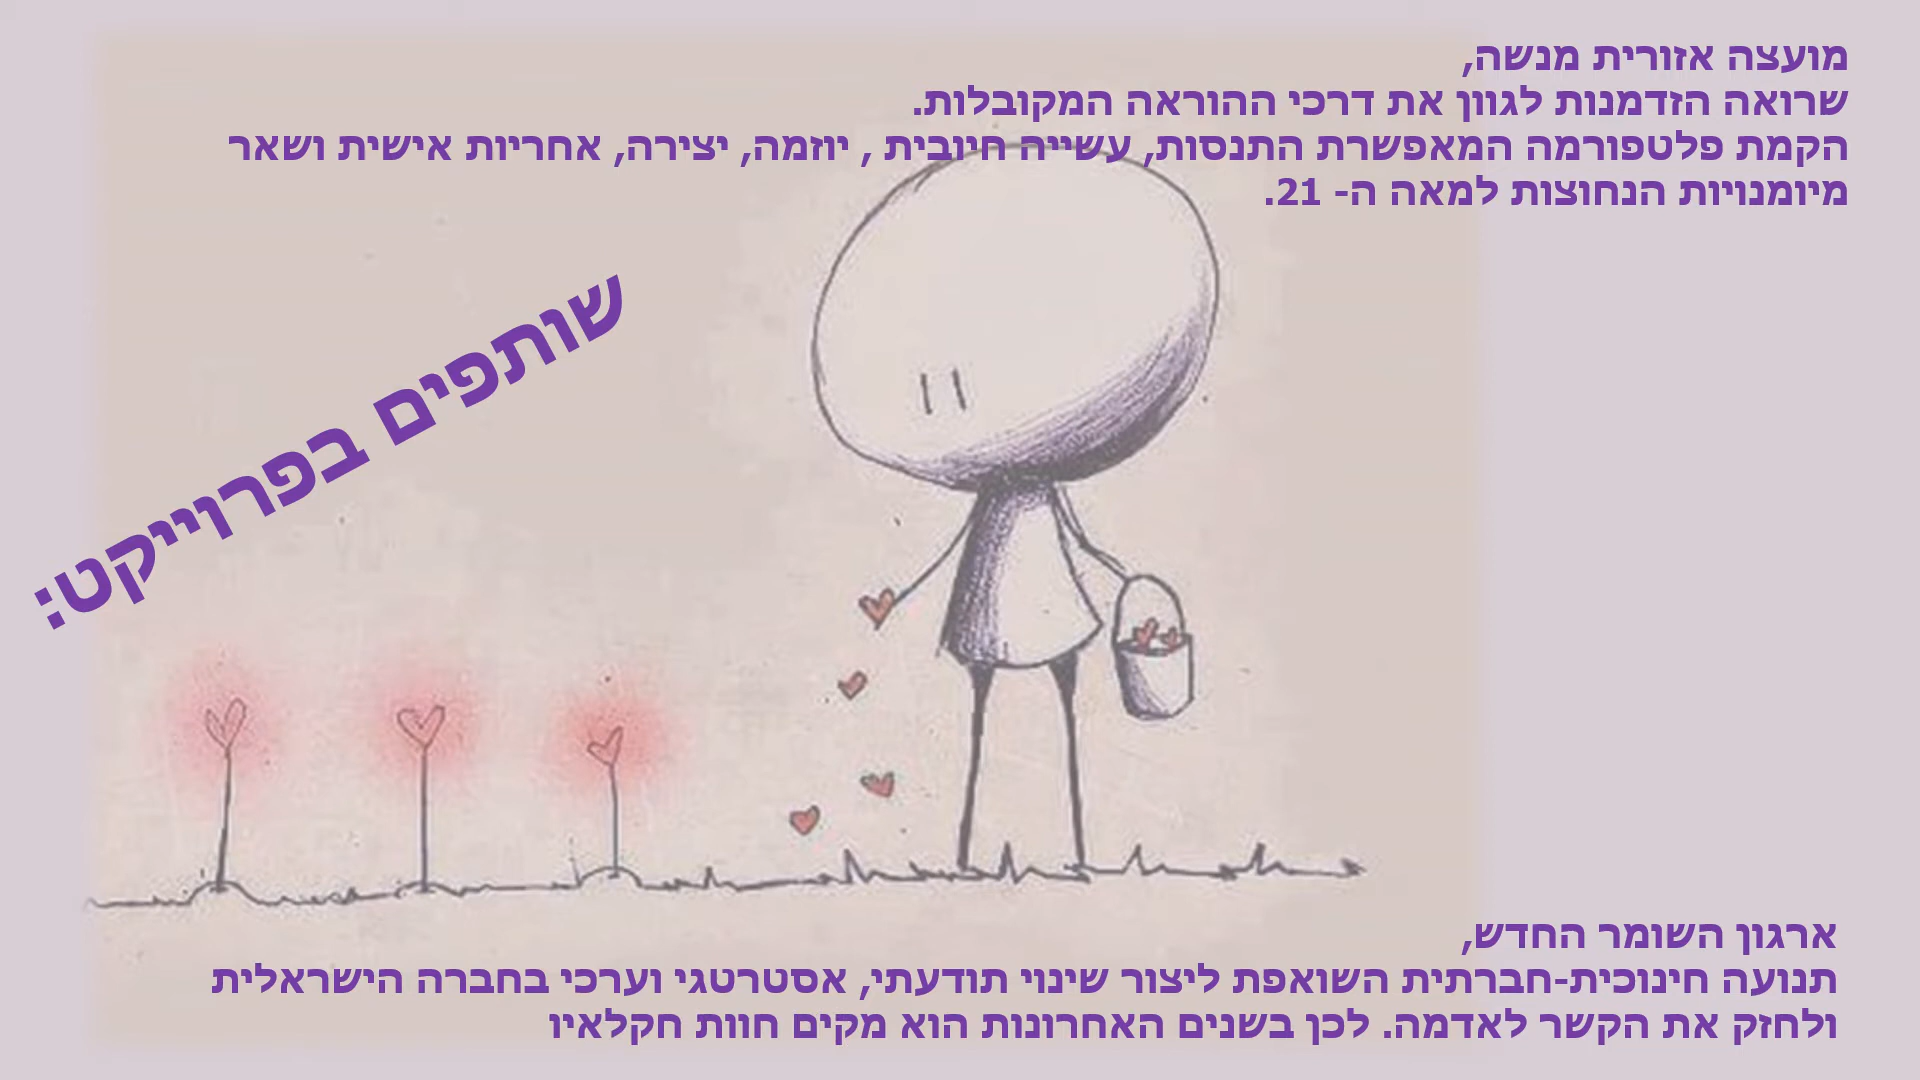 מועצה אזורית מנשה,
שרואה הזדמנות לגוון את דרכי ההוראה המקובלות.
הקמת פלטפורמה המאפשרת התנסות, עשייה חיובית , יוזמה, יצירה, אחריות אישית ושאר
מיומנויות הנחוצות למאה ה- 21.
שותפים בפרוייקט:
ארגון השומר החדש,
תנועה חינוכית-חברתית השואפת ליצור שינוי תודעתי, אסטרטגי וערכי בחברה הישראלית
ולחזק את הקשר לאדמה. לכן בשנים האחרונות הוא מקים חוות חקלאיו